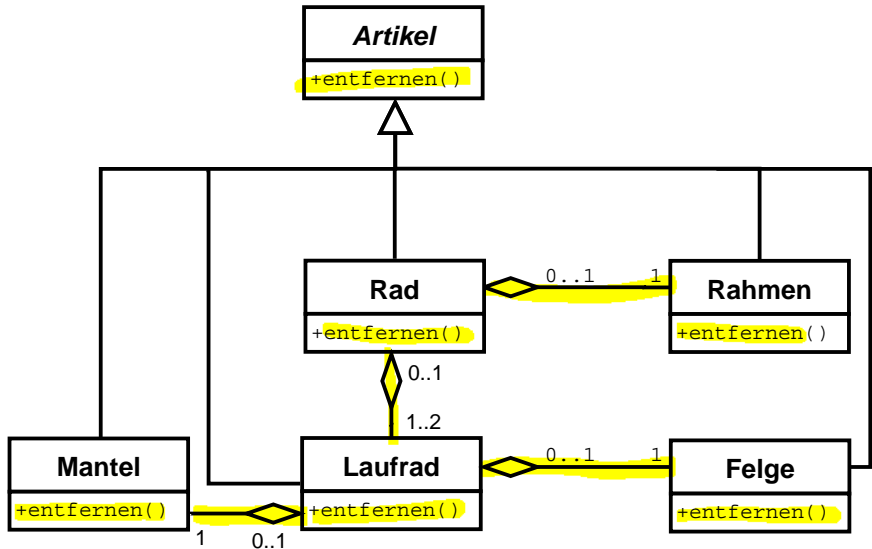 Artikel
+entfernen()
Rad
+entfernen()
0..1 1
Rahmen
+entfernen()
0..1
1..2
Mantel
+entfernen()
1 0..1
Laufrad
+entfernen()
0..1 1
Felge
+entfernen()